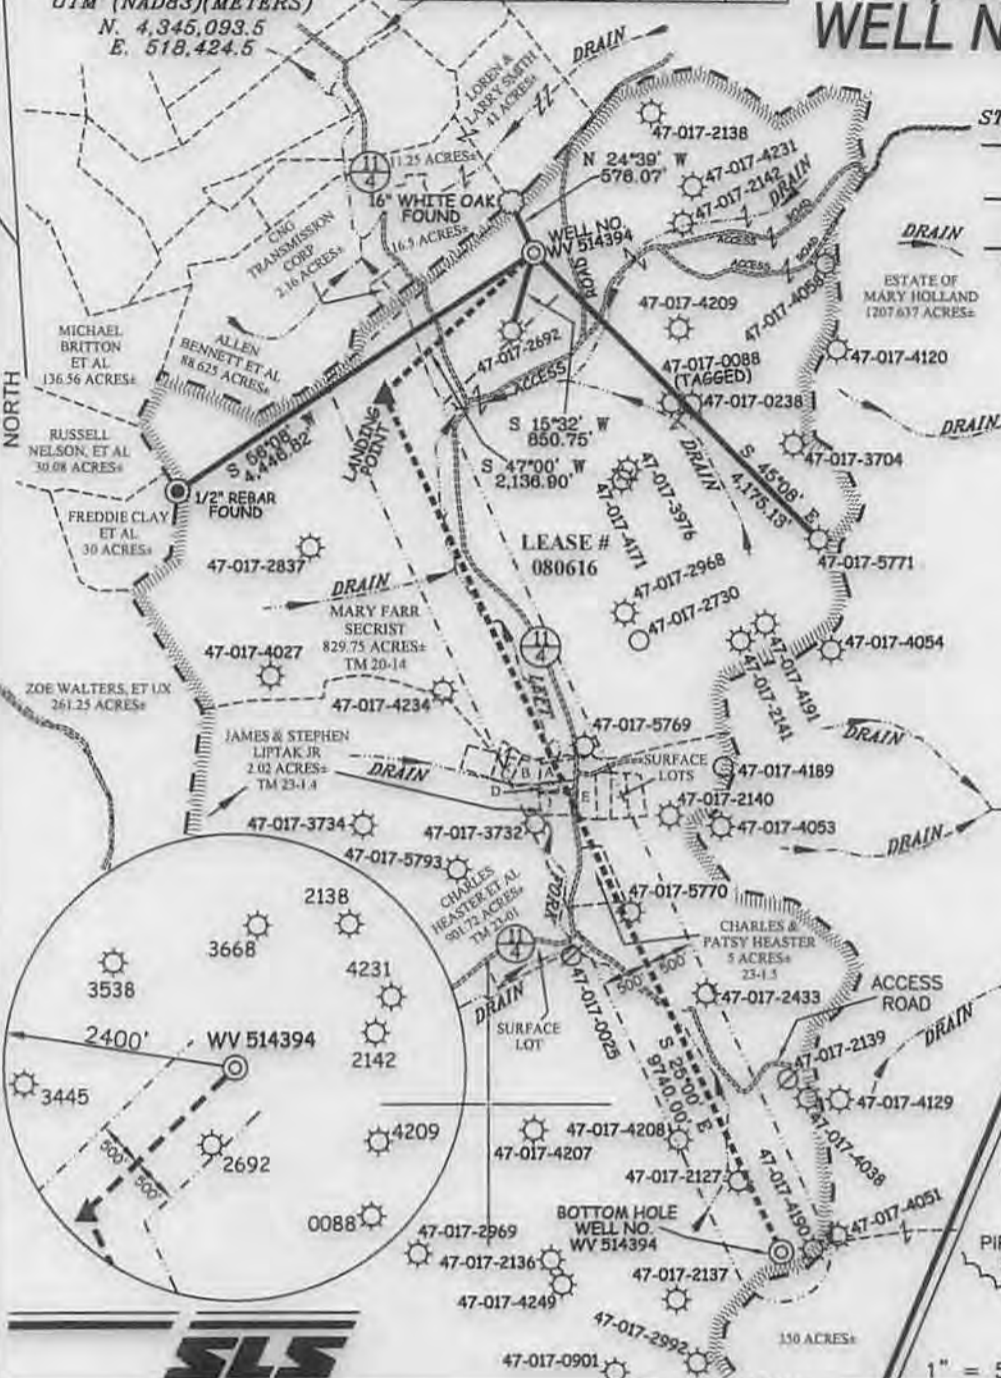 UTM (NAD83)(METERS)
N. 4,345,093.5
E. 518,424.5
WELL N
ST
NORTH
LOREN &
LARRY SMITH
41 ACRES±
DRAIN
11
4
11.25 ACRES±
16" WHITE OAK
FOUND
N 24°39' W
576.07'
47-017-2138
47-017-4231
47-017-2142
DRAIN
CNG
TRANSMISSION
CORP
2.16 ACRES±
16.5 ACRES±
WELL NO.
WV 514394
ROAD
ACCESS
ROAD
ACCESS
ROAD
DRAIN
47-017-4058
ESTATE OF
MARY HOLLAND
1207.637 ACRES±
47-017-4209
MICHAEL
BRITTON
ET AL
136.56 ACRES±
ALLEN
BENNETT ET AL
88.625 ACRES±
47-017-2692
ACCESS
47-017-0088
(TAGGED)
47-017-0238
47-017-4120
DRAIN
LANDING
POINT
S 15°32' W
850.75'
S 47°00' W
2,136.90'
DRAIN
47-017-3704
RUSSELL
NELSON, ET AL
30.08 ACRES±
S 56°08' W
4,446.82'
S 45°08' E
4,175.13'
1/2" REBAR
FOUND
47-017-3976
47-017-4171
FREDDIE CLAY
ET AL
30 ACRES±
47-017-2837
LEASE #
080616
47-017-5771
DRAIN
47-017-2968
47-017-2730
MARY FARR
SECRIST
829.75 ACRES±
TM 20-14
11
4
47-017-4054
47-017-4191
47-017-2141
47-017-4027
LEFT
ZOE WALTERS, ET UX
261.25 ACRES±
47-017-4234
47-017-5769
DRAIN
JAMES & STEPHEN
LIPTAK JR
2.02 ACRES±
TM 23-1.4
DRAIN
C
B
A
D
E
SURFACE
LOTS
47-017-4189
47-017-2140
47-017-4053
47-017-3734
47-017-3732
DRAIN
47-017-5793
CHARLES
HEASTER ET AL
901.72 ACRES±
TM 23-01
FORK
47-017-5770
CHARLES &
PATSY HEASTER
5 ACRES±
23-1.5
11
4
500'
500'
2138
3668
3538
4231
2400'
WV 514394
2142
3445
4209
2692
500'
500'
0088
DRAIN
SURFACE
LOT
47-017-0025
47-017-2433
ACCESS
ROAD
DRAIN
47-017-2139
S 25°00' E
9740.00'
47-017-4129
47-017-4038
47-017-4208
47-017-4207
47-017-2127
47-017-4190
47-017-4051
BOTTOM HOLE
WELL NO.
WV 514394
47-017-2969
47-017-2136
47-017-2137
47-017-4249
47-017-2992
350 ACRES±
PIP
SLS
47-017-0901
1" = 5